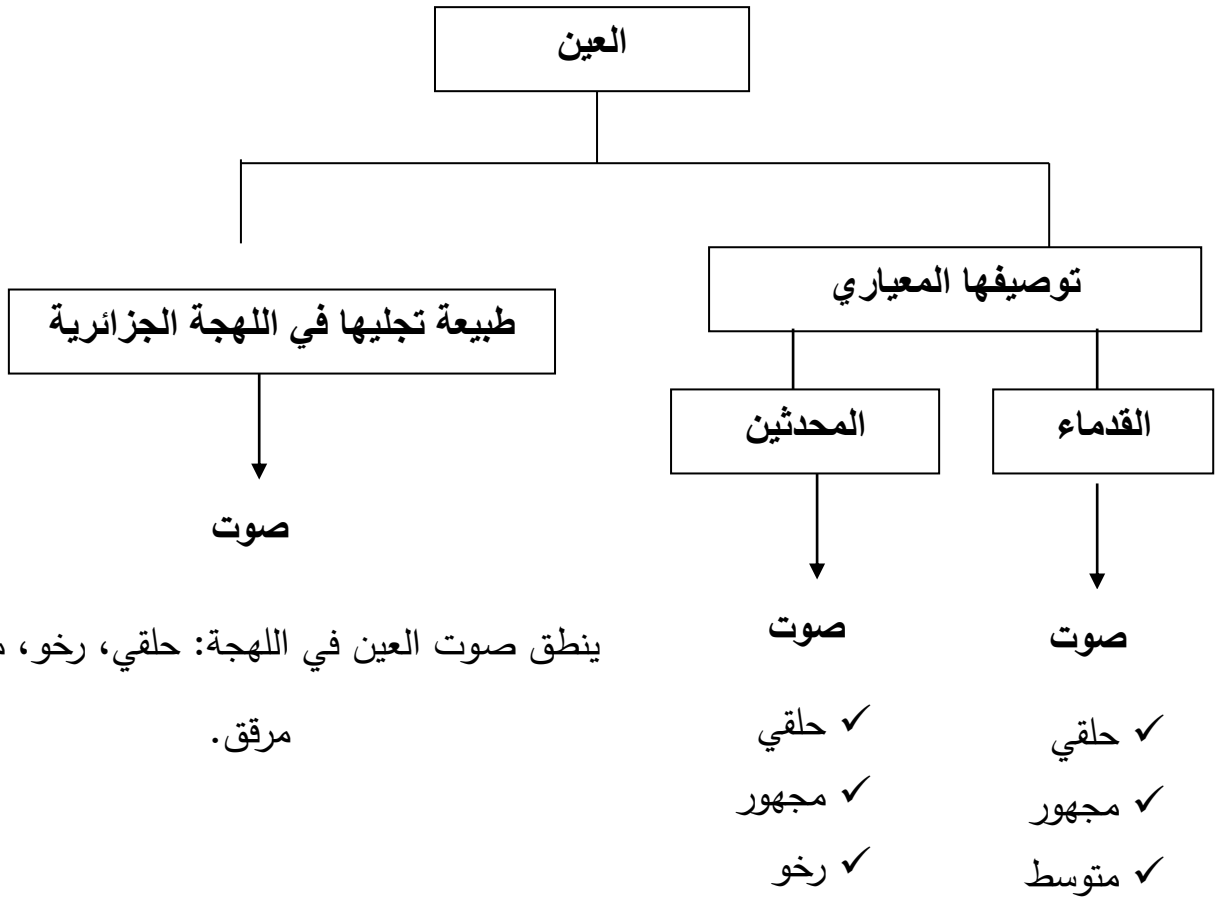 العين
توصيفها المعياري
طبيعة تجليها في اللهجة الجزائرية
القدماء
المحدثين
صوت
✓ حلقي
✓ مجهور
✓ متوسط
صوت
✓ حلقي
✓ مجهور
✓ رخو
صوت
ينطق صوت العين في اللهجة: حلقي، رخو،
مرقق.